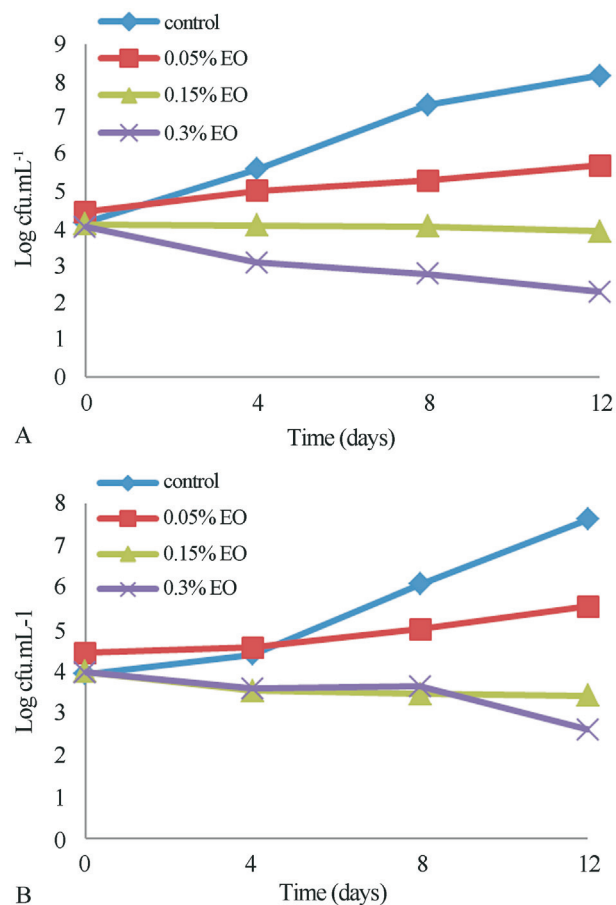 control
0.05% EO
0.15% EO
0.3% EO
9
8
7
6
5
4
3
2
1
0
Log cfu.mL-1
0 4 8 12
Time (days)
A
control
0.05% EO
0.15% EO
0.3% EO
8
7
6
5
4
3
2
1
0
Log cfu.mL-1
0 4 8 12
Time (days)
B